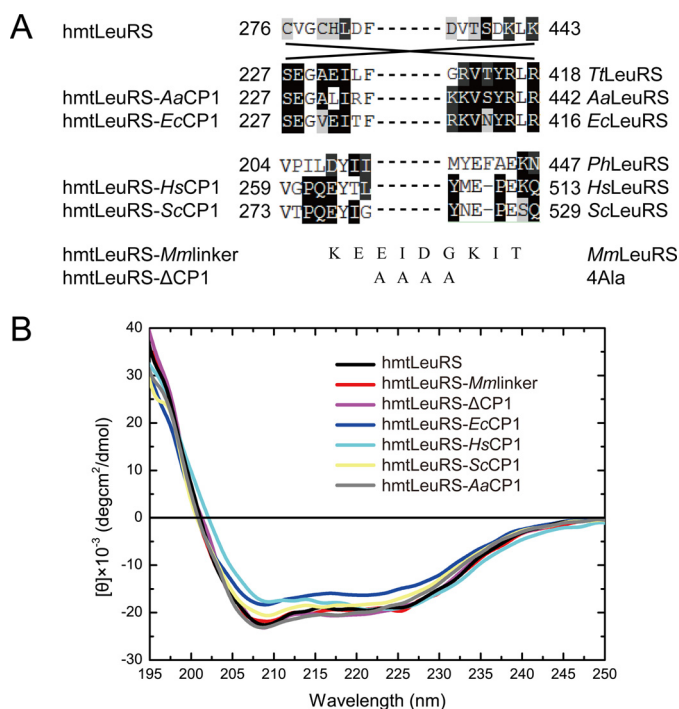 A
hmtLeuRS 276 CVGCHLDF-----DVTSDKLK 443
227 SEGAEILF-----GRVTYRLR 418 TtLeuRS
hmtLeuRS-AaCP1 227 SEGALIRF-----KKVSYRLR 442 AaLeuRS
hmtLeuRS-EcCP1 227 SEGVEITF-----RKVNYRLR 416 EcLeuRS
204 VPILDYII-----MYEFAEKN 447 PhLeuRS
hmtLeuRS-HsCP1 259 VGPQEYTL-----YME-PEKQ 513 HsLeuRS
hmtLeuRS-ScCP1 273 VTPQEYIG-----YNE-PESQ 529 ScLeuRS
hmtLeuRS-Mmlinker K E E I D G K I T MmLeuRS
hmtLeuRS-ΔCP1 A A A A 4Ala
B
hmtLeuRS
hmtLeuRS-Mmlinker
hmtLeuRS-ΔCP1
hmtLeuRS-EcCP1
hmtLeuRS-HsCP1
hmtLeuRS-ScCP1
hmtLeuRS-AaCP1
[θ]×10⁻³ (degcm²/dmol)
40
30
20
10
0
-10
-20
-30
195 200 205 210 215 220 225 230 235 240 245 250
Wavelength (nm)